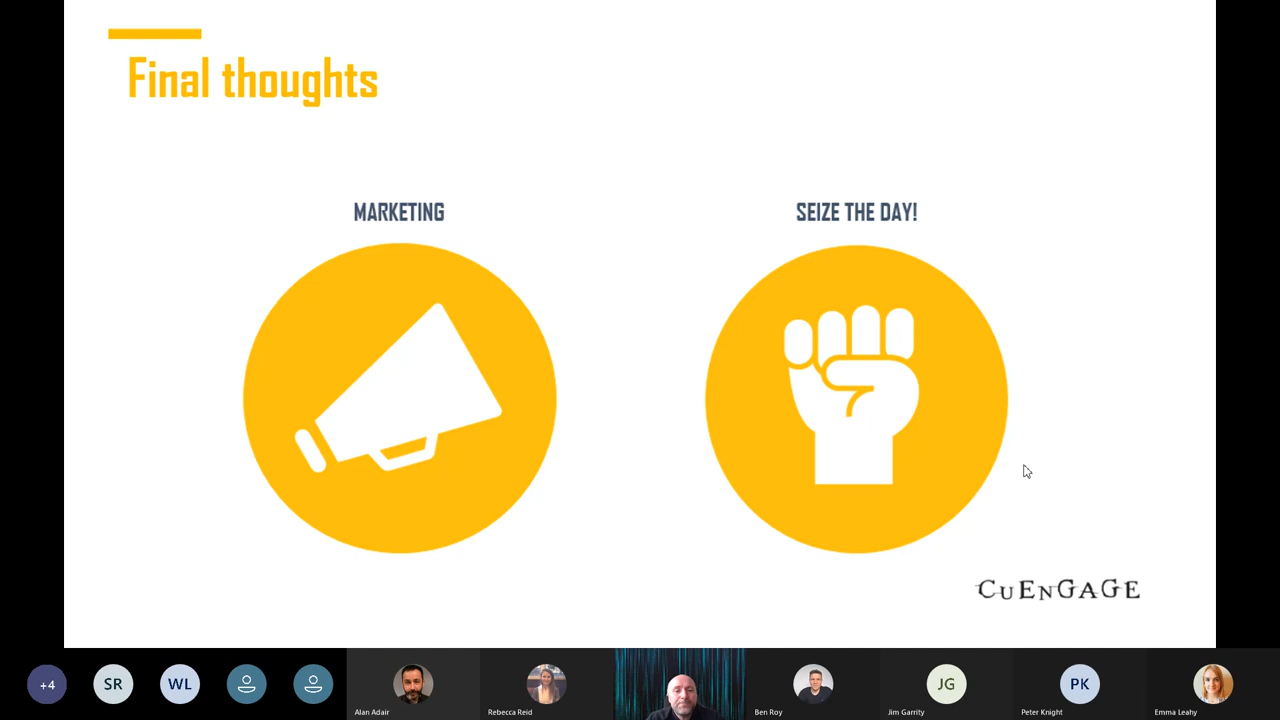 Final thoughts
MARKETING
SEIZE THE DAY!
CUENGAGE
+4
SR
WL
JG
PK
Alan Adair
Rebecca Reid
Ben Roy
Jim Garrity
Peter Knight
Emma Leahy